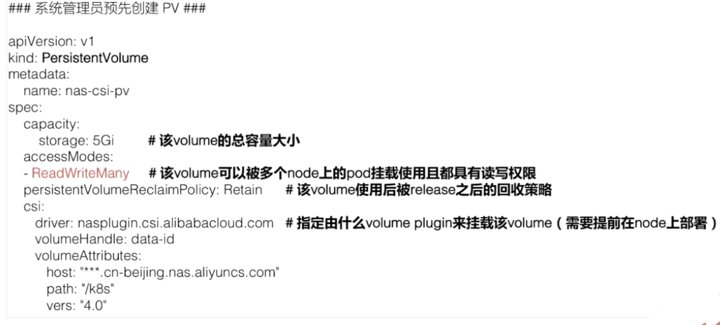 ### 系统管理员预先创建 PV ###
apiVersion: v1
kind: PersistentVolume
metadata:
name: nas-csi-pv
spec:
capacity:
storage: 5Gi # 该volume的总容量大小
accessModes:
- ReadWriteMany # 该volume可以被多个node上的pod挂载使用且都具有读写权限
persistentVolumeReclaimPolicy: Retain # 该volume使用后被release之后的回收策略
csi:
driver: nasplugin.csi.alibabacloud.com # 指定由什么volume plugin来挂载该volume（需要提前在node上部署）
volumeHandle: data-id
volumeAttributes:
host: "***.cn-beijing.nas.aliyuncs.com"
path: "/k8s"
vers: "4.0"